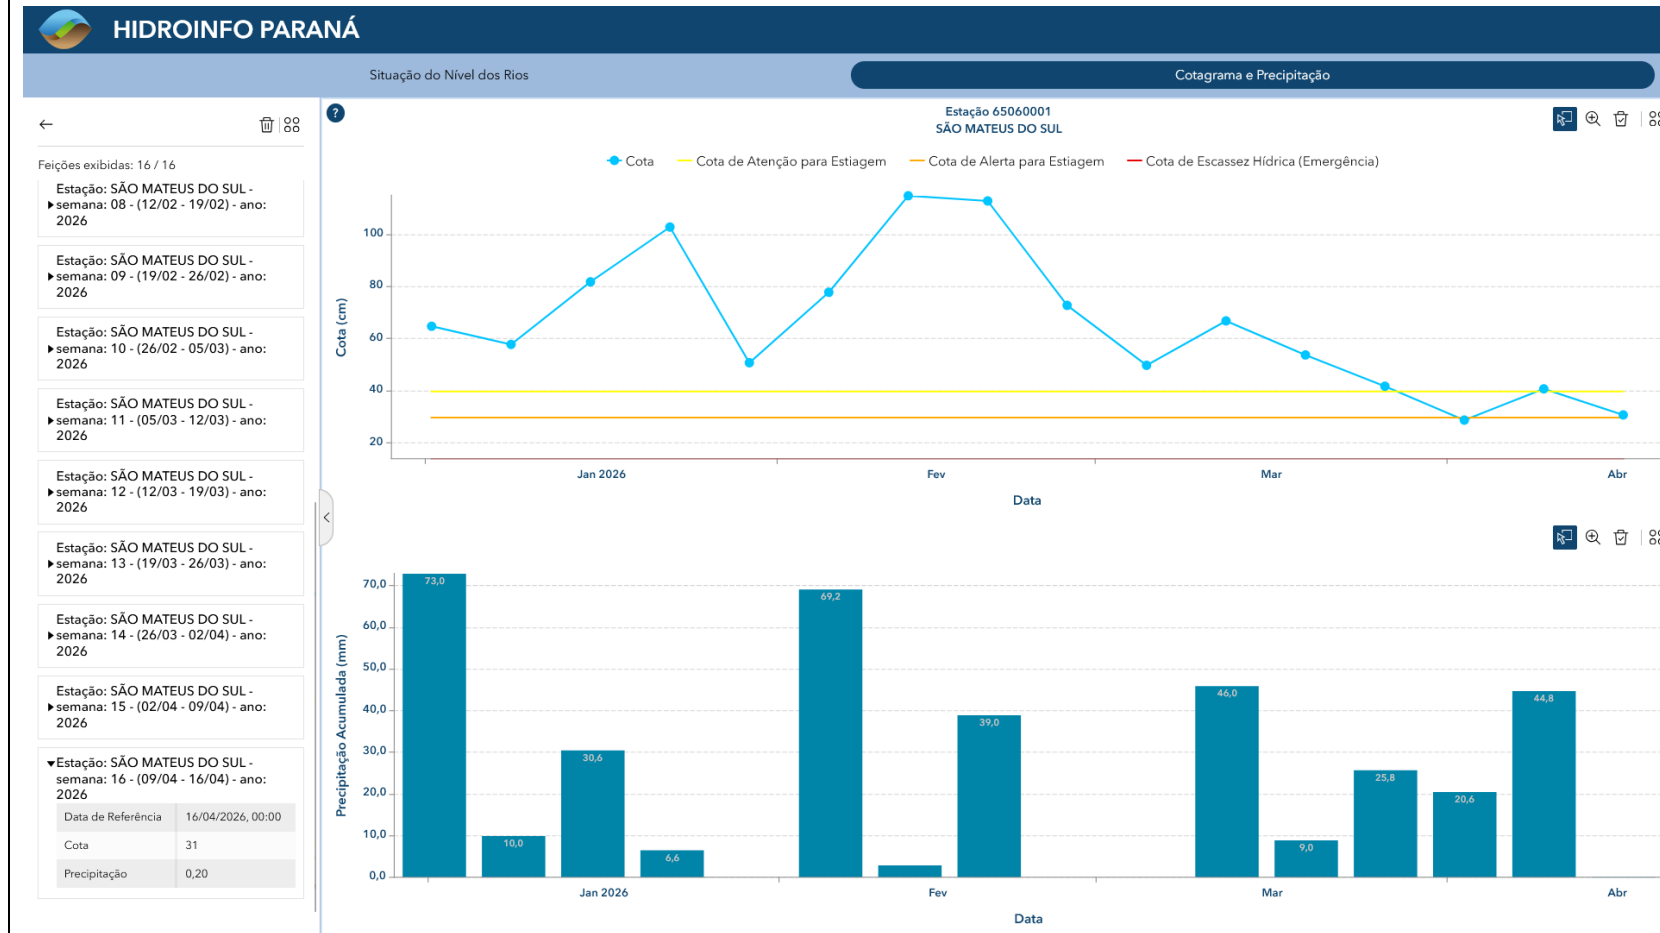 HIDROINFO PARANÁ
Situação do Nível dos Rios
Cotagrama e Precipitação
Feições exibidas: 16 / 16
Estação: SÃO MATEUS DO SUL -
semana: 08 - (12/02 - 19/02) - ano:
2026
Estação: SÃO MATEUS DO SUL -
semana: 09 - (19/02 - 26/02) - ano:
2026
Estação: SÃO MATEUS DO SUL -
semana: 10 - (26/02 - 05/03) - ano:
2026
Estação: SÃO MATEUS DO SUL -
semana: 11 - (05/03 - 12/03) - ano:
2026
Estação: SÃO MATEUS DO SUL -
semana: 12 - (12/03 - 19/03) - ano:
2026
Estação: SÃO MATEUS DO SUL -
semana: 13 - (19/03 - 26/03) - ano:
2026
Estação: SÃO MATEUS DO SUL -
semana: 14 - (26/03 - 02/04) - ano:
2026
Estação: SÃO MATEUS DO SUL -
semana: 15 - (02/04 - 09/04) - ano:
2026
Estação: SÃO MATEUS DO SUL -
semana: 16 - (09/04 - 16/04) - ano:
2026
Data de Referência 16/04/2026, 00:00
Cota 31
Precipitação 0,20
?
Estação 65060001
SÃO MATEUS DO SUL
Cota Cota de Atenção para Estiagem Cota de Alerta para Estiagem Cota de Escassez Hídrica (Emergência)
Cota (cm)
100
80
60
40
20
Jan 2026 Fev Mar Abr
Data
Precipitação Acumulada (mm)
70,0
60,0
50,0
40,0
30,0
20,0
10,0
0,0
73,0
10,0
30,6
6,6
69,2
39,0
46,0
9,0
25,8
20,6
44,8
Jan 2026 Fev Mar Abr
Data